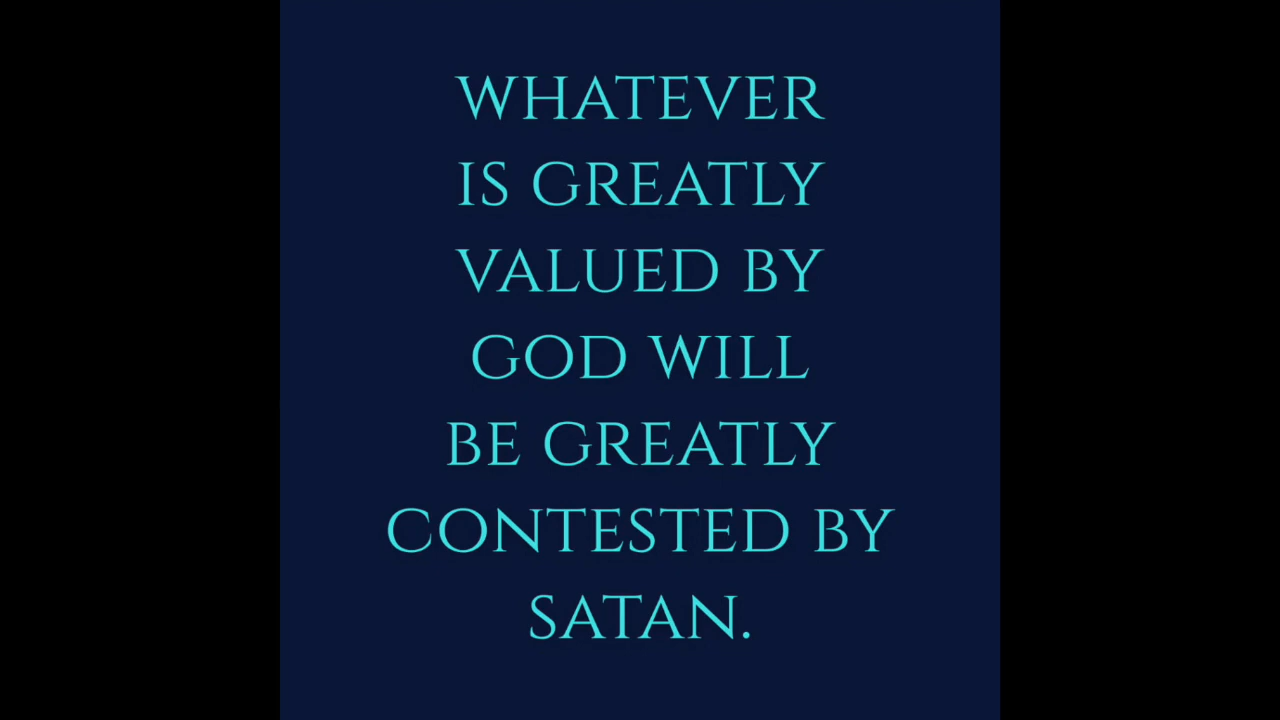 WHATEVER
IS GREATLY
VALUED BY
GOD WILL
BE GREATLY
CONTESTED BY
SATAN.